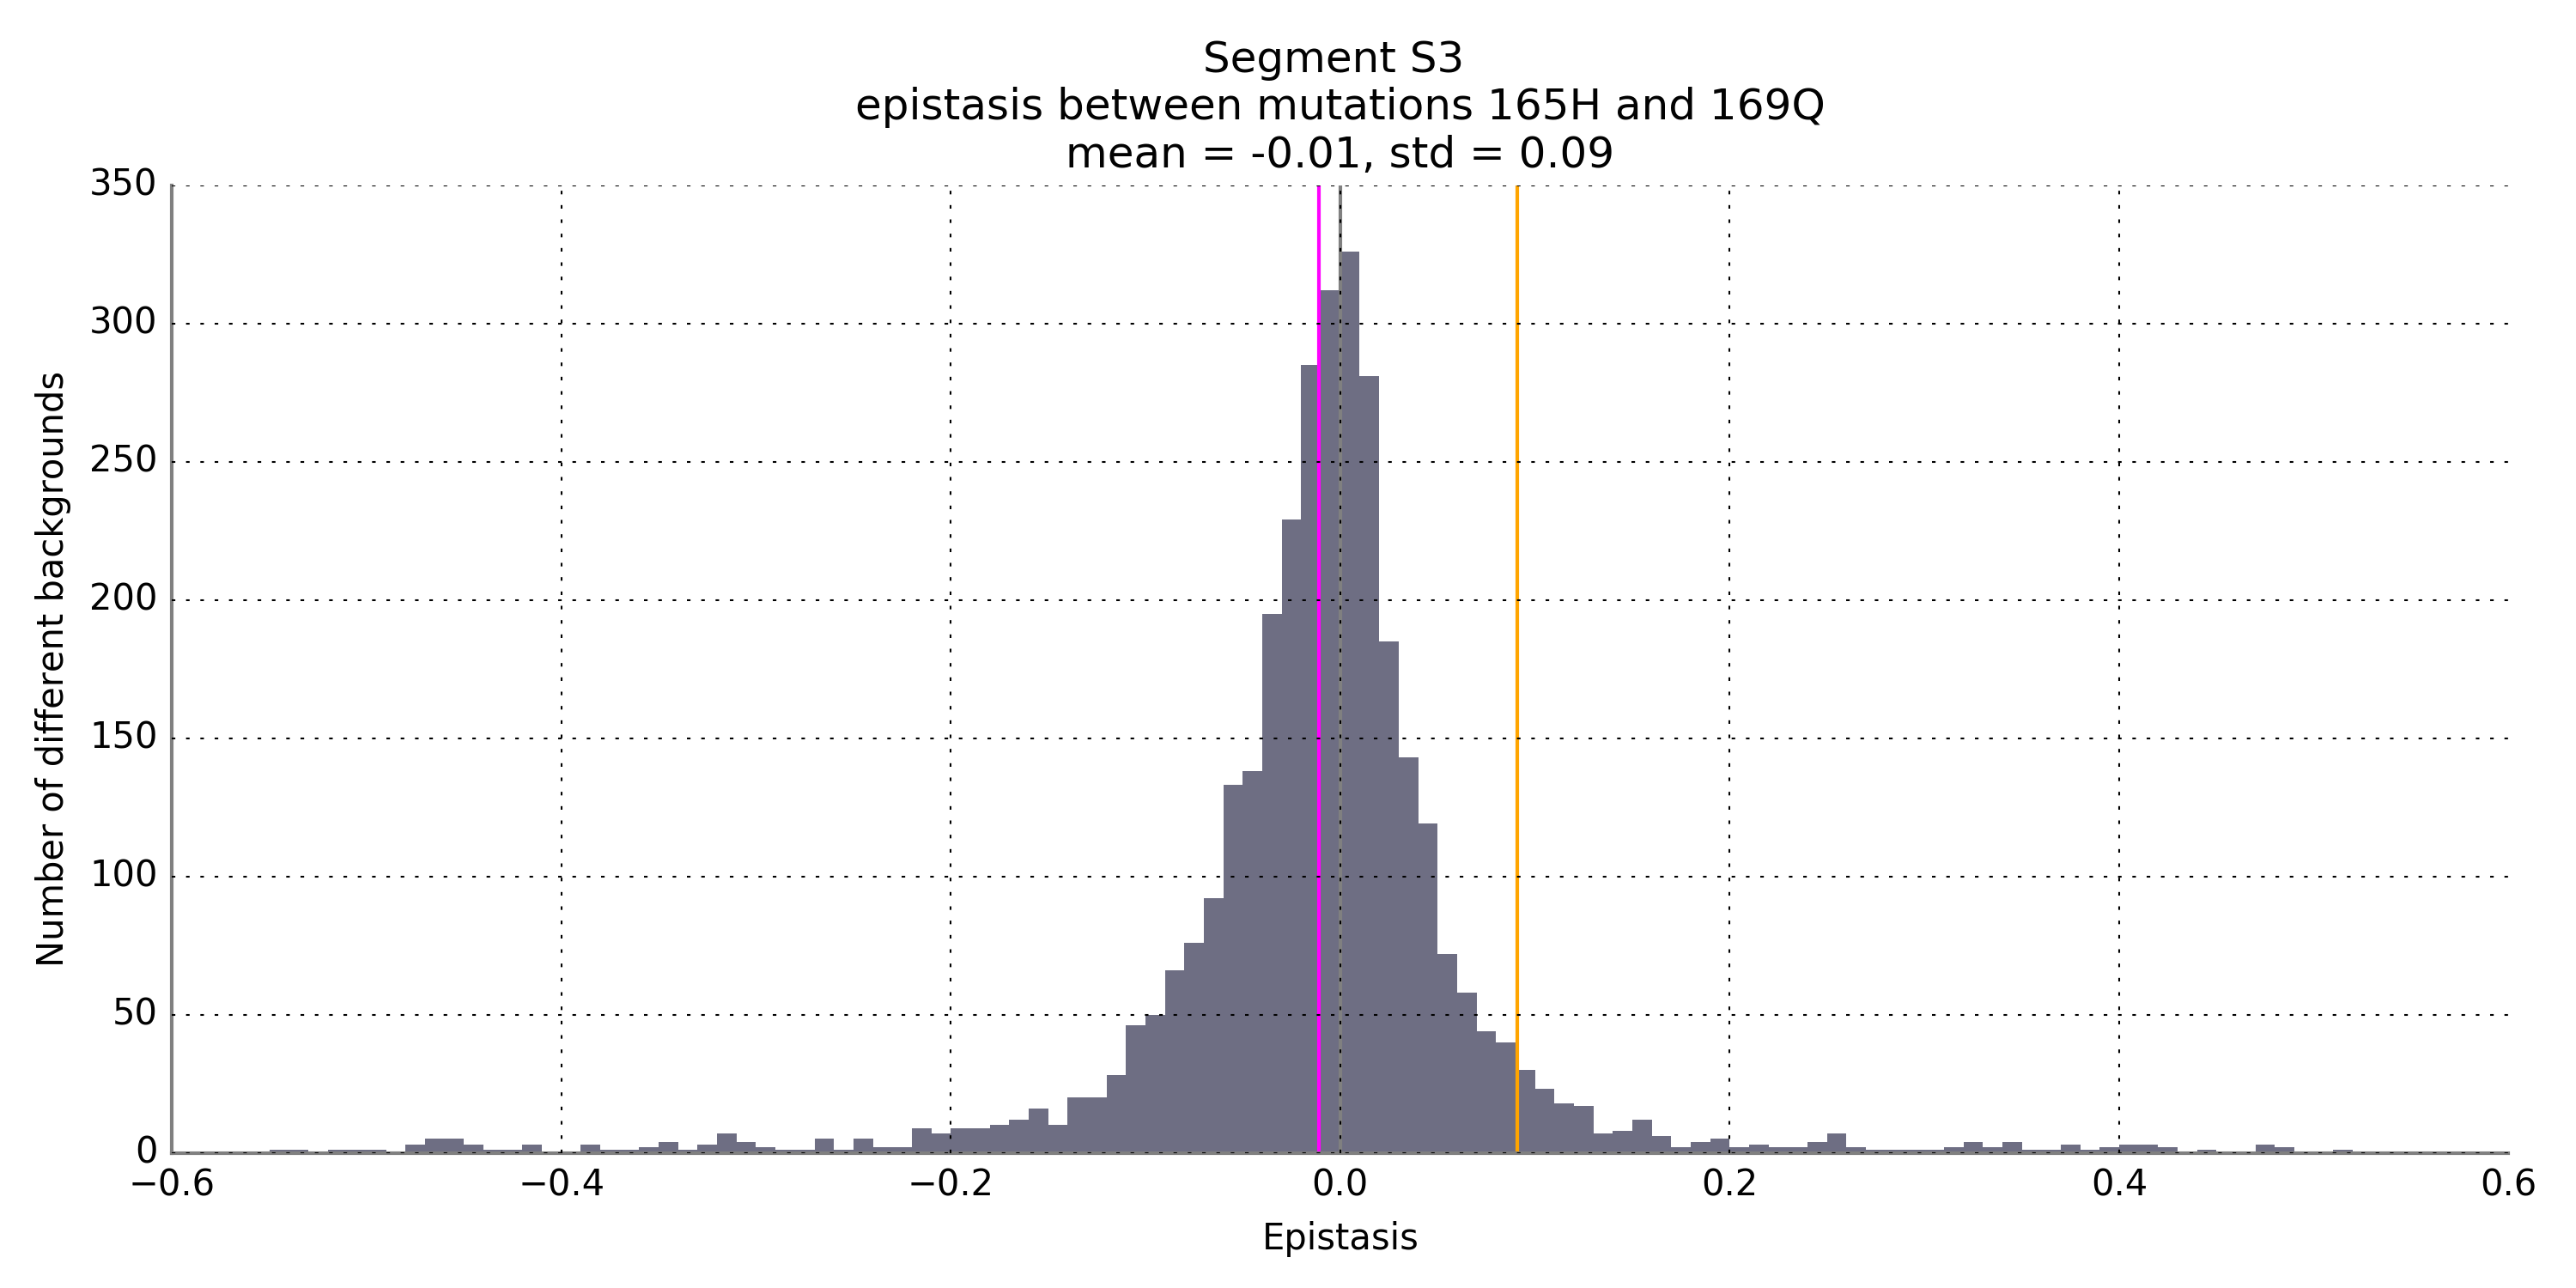 Segment S3
epistasis between mutations 165H and 169Q
mean = -0.01, std = 0.09
350
300
250
200
150
100
50
0
Number of different backgrounds
−0.6 −0.4 −0.2 0.0 0.2 0.4 0.6
Epistasis